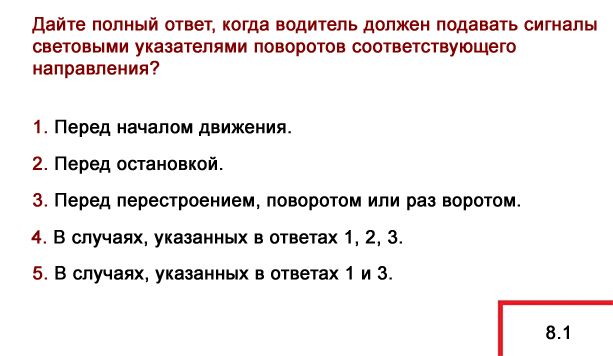 Дайте полный ответ, когда водитель должен подавать сигналы
световыми указателями поворотов соответствующего
направления?
1. Перед началом движения.
2. Перед остановкой.
3. Перед перестроением, поворотом или раз воротом.
4. В случаях, указанных в ответах 1, 2, 3.
5. В случаях, указанных в ответах 1 и 3.
8.1